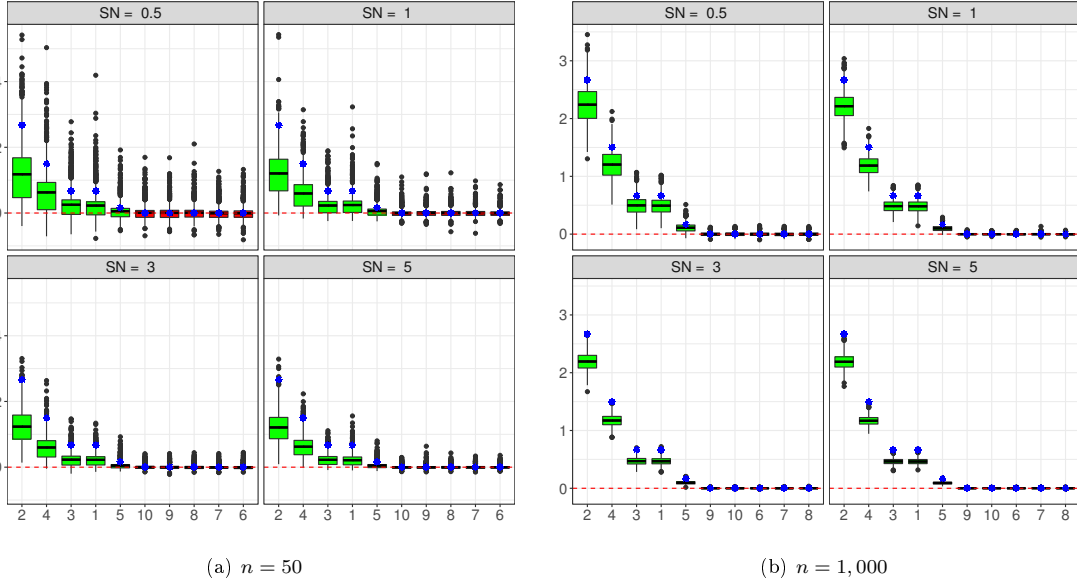 SN = 0.5
SN = 1
SN = 3
SN = 5
2 4 3 1 5 10 9 8 7 6
2 4 3 1 5 10 9 8 7 6
(a) n = 50
SN = 0.5
SN = 1
3
2
1
0
SN = 3
SN = 5
3
2
1
0
2 4 3 1 5 9 10 6 7 8
2 4 3 1 5 9 10 6 7 8
(b) n = 1,000